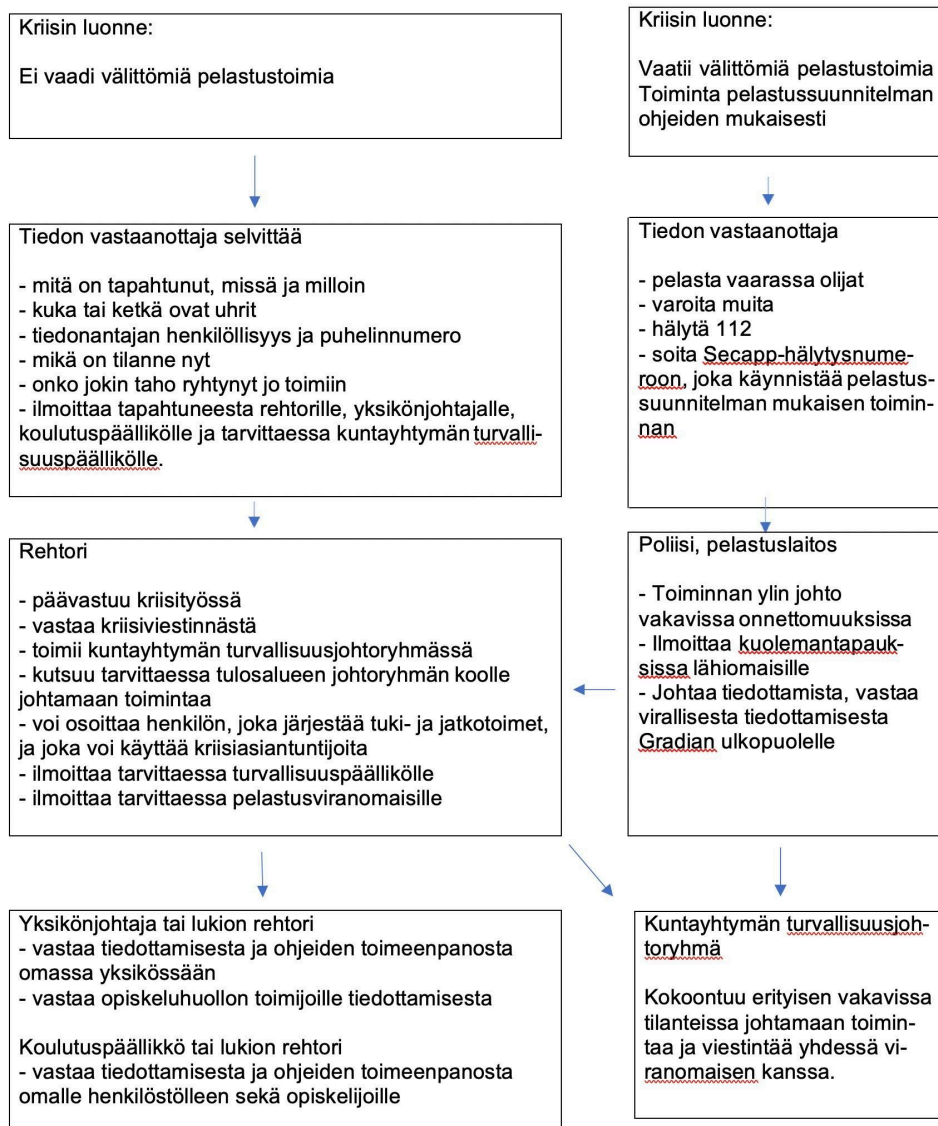 Kriisin luonne:
Ei vaadi välittömiä pelastustoimia
Kriisin luonne:
Vaatii välittömiä pelastustoimia
Toiminta pelastussuunnitelman
ohjeiden mukaisesti
Tiedon vastaanottaja selvittää
- mitä on tapahtunut, missä ja milloin
- kuka tai ketkä ovat uhrit
- tiedonantajan henkilöllisyys ja puhelinnumero
- mikä on tilanne nyt
- onko jokin taho ryhtynyt jo toimiin
- ilmoittaa tapahtuneesta rehtorille, yksikönjohtajalle,
koulutuspäällikölle ja tarvittaessa kuntayhtymän turvalli-
suuspäällikölle.
Tiedon vastaanottaja
- pelasta vaarassa olijat
- varoita muita
- hälytä 112
- soita Secapp-hälytysnume-
roon, joka käynnistää pelastus-
suunnitelman mukaisen toimin-
nan
Rehtori
- päävastuu kriisityössä
- vastaa kriisiviestinnästä
- toimii kuntayhtymän turvallisuusjohtoryhmässä
- kutsuu tarvittaessa tulosalueen johtoryhmän koolle
johtamaan toimintaa
- voi osoittaa henkilön, joka järjestää tuki- ja jatkotoimet,
ja joka voi käyttää kriisiasiantuntijoita
- ilmoittaa tarvittaessa turvallisuuspäällikölle
- ilmoittaa tarvittaessa pelastusviranomaisille
Poliisi, pelastuslaitos
- Toiminnan ylin johto
vakavissa onnettomuuksissa
- Ilmoittaa kuolemantapauk-
sissa lähiomaisille
- Johtaa tiedottamista, vastaa
virallisesta tiedottamisesta
Gradian ulkopuolelle
Yksikönjohtaja tai lukion rehtori
- vastaa tiedottamisesta ja ohjeiden toimeenpanosta
omassa yksikössään
- vastaa opiskeluhuollon toimijoille tiedottamisesta
Koulutuspäällikkö tai lukion rehtori
- vastaa tiedottamisesta ja ohjeiden toimeenpanosta
omalle henkilöstölleen sekä opiskelijoille
Kuntayhtymän turvallisuusjoh-
toryhmä
Kokoontuu erityisen vakavissa
tilanteissa johtamaan toimin-
taa ja viestintää yhdessä vi-
ranomaisen kanssa.